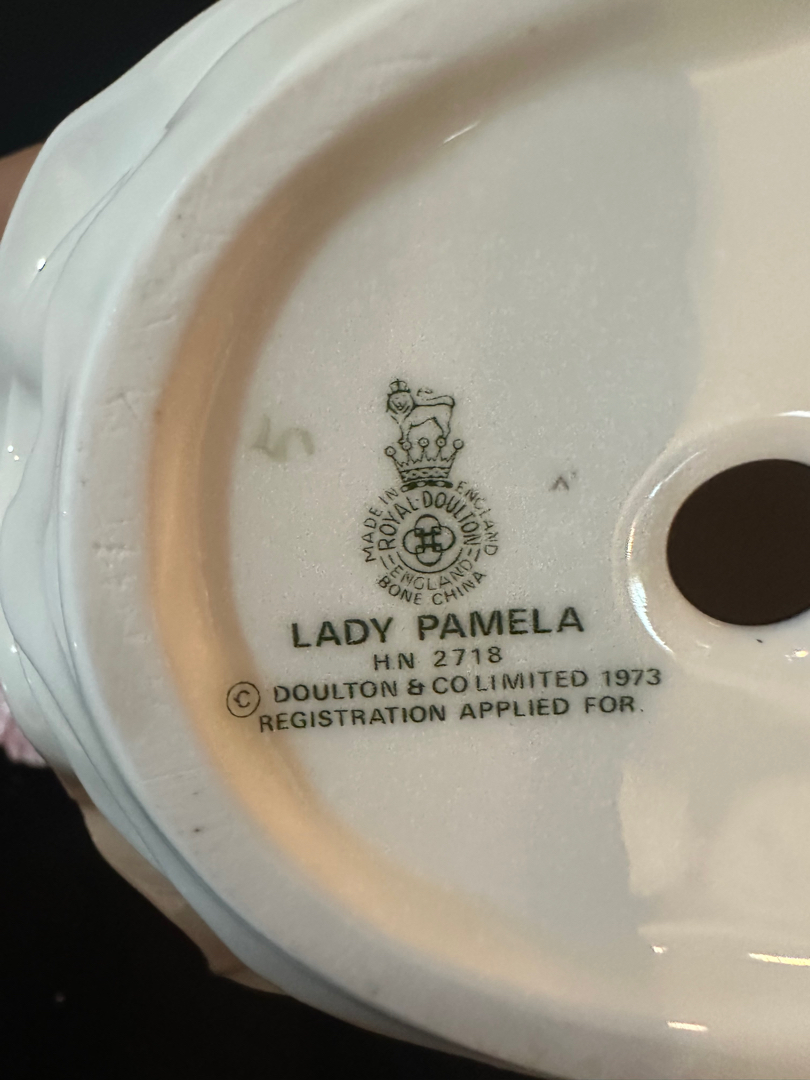 MADE IN ENGLAND
ROYAL·DOULTON
ENGLAND
BONE CHINA
LADY PAMELA
H.N 2718
© DOULTON & CO LIMITED 1973
REGISTRATION APPLIED FOR.